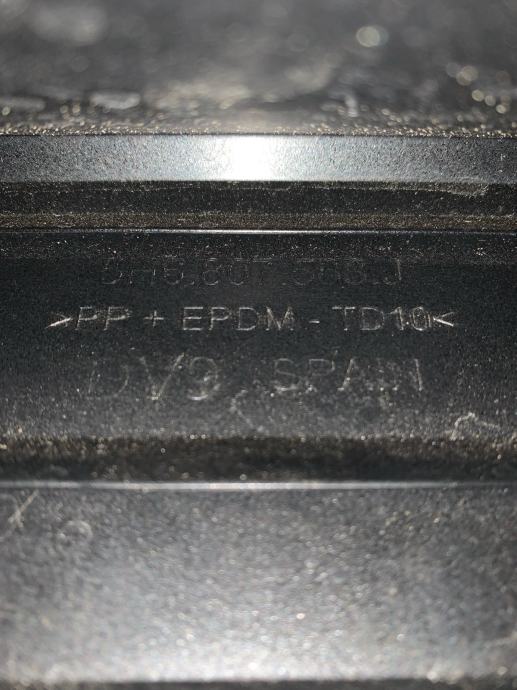 >PP + EPDM - TD10<
DV9 SPAIN